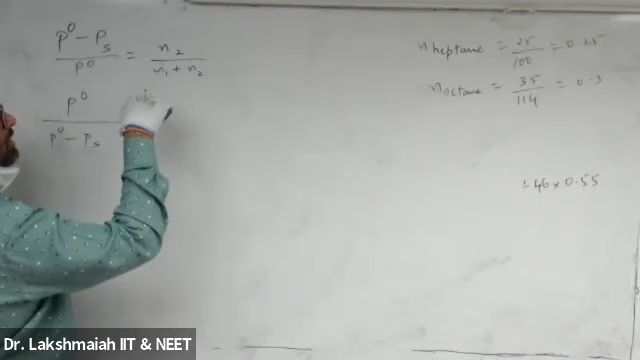 P⁰ - Pₛ / P⁰ = n₂ / n₁ + n₂
P⁰ / P⁰ - Pₛ
n heptane = 25 / 100 = 0.25
n octane = 35 / 114 = 0.3
= 46 x 0.55
Dr. Lakshmaiah IIT & NEET